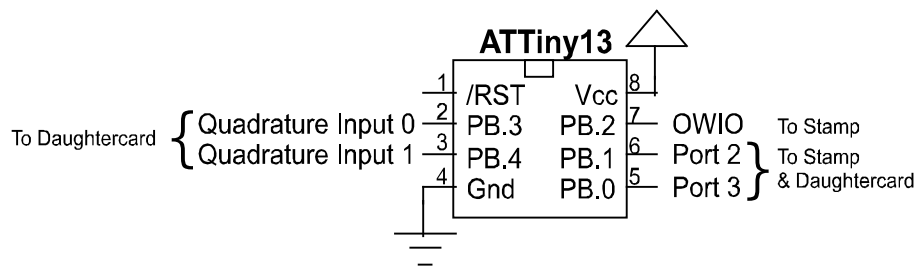 ATTiny13
1 /RST Vcc 8
To Daughtercard { Quadrature Input 0 2 PB.3 PB.2 7 OWIO To Stamp
Quadrature Input 1 3 PB.4 PB.1 6 Port 2 } To Stamp
4 Gnd PB.0 5 Port 3 & Daughtercard